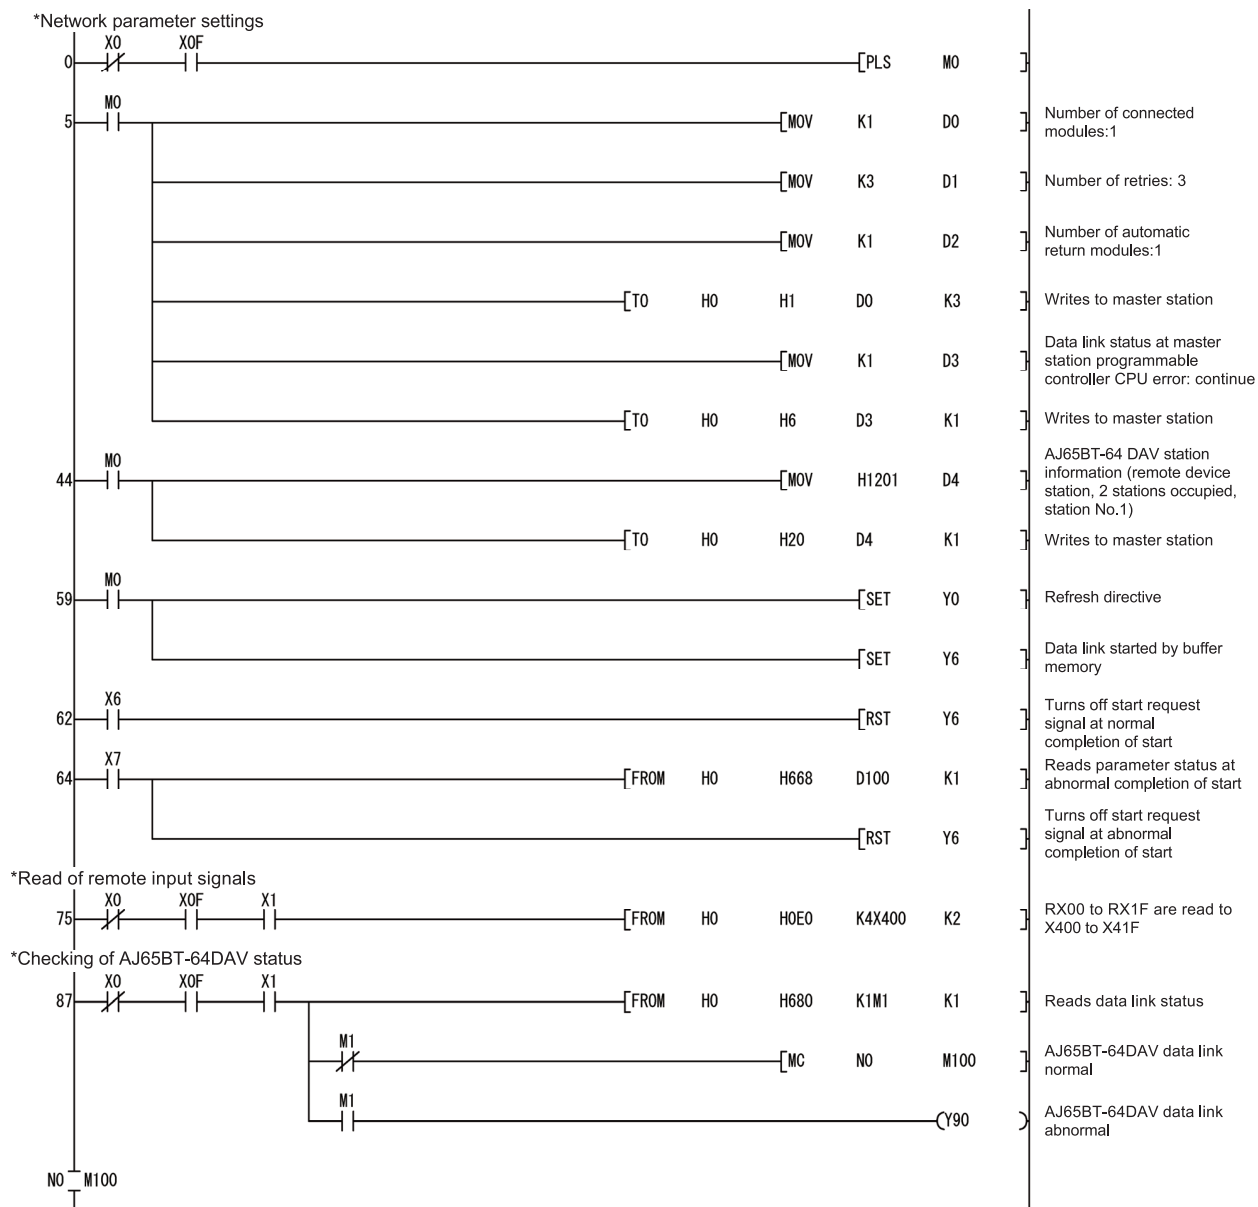 *Network parameter settings
X0 X0F
0 [PLS M0 ]
M0
5 [MOV K1 D0 ] Number of connected
modules:1
[MOV K3 D1 ] Number of retries: 3
[MOV K1 D2 ] Number of automatic
return modules:1
[TO H0 H1 D0 K3 ] Writes to master station
[MOV K1 D3 ] Data link status at master
station programmable
controller CPU error: continue
[TO H0 H6 D3 K1 ] Writes to master station
M0
44 [MOV H1201 D4 ] AJ65BT-64 DAV station
information (remote device
station, 2 stations occupied,
station No.1)
[TO H0 H20 D4 K1 ] Writes to master station
M0
59 [SET Y0 ] Refresh directive
[SET Y6 ] Data link started by buffer
memory
X6
62 [RST Y6 ] Turns off start request
signal at normal
completion of start
X7
64 [FROM H0 H668 D100 K1 ] Reads parameter status at
abnormal completion of start
[RST Y6 ] Turns off start request
signal at abnormal
completion of start
*Read of remote input signals
X0 X0F X1
75 [FROM H0 H0E0 K4X400 K2 ] RX00 to RX1F are read to
X400 to X41F
*Checking of AJ65BT-64DAV status
X0 X0F X1
87 [FROM H0 H680 K1M1 K1 ] Reads data link status
M1
[MC N0 M100 ] AJ65BT-64DAV data link
normal
M1
(Y90 ) AJ65BT-64DAV data link
abnormal
N0 M100